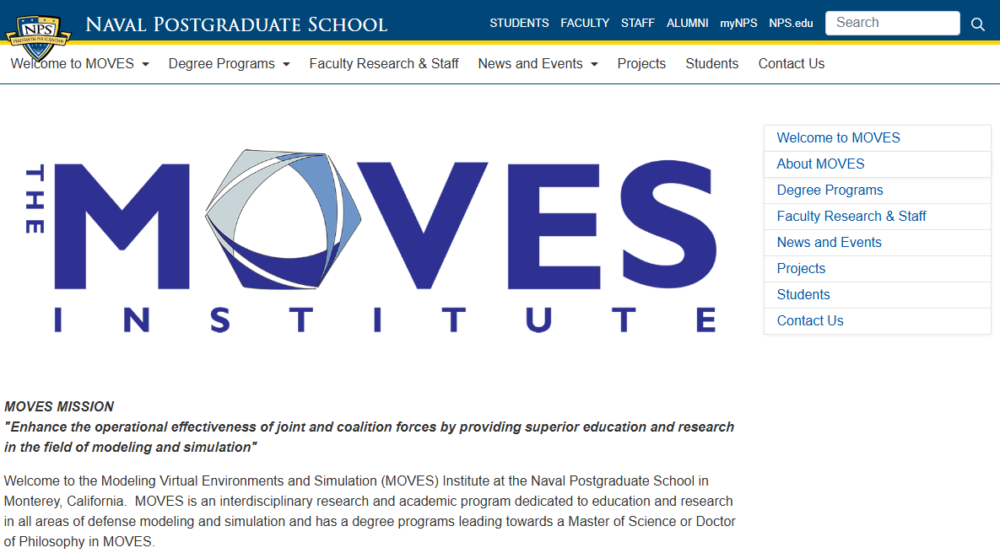 NAVAL POSTGRADUATE SCHOOL
STUDENTS FACULTY STAFF ALUMNI myNPS NPS.edu Search
NPS
PRAESTANTIA PER SCIENTIAM
Welcome to MOVES Degree Programs Faculty Research & Staff News and Events Projects Students Contact Us
THE
MOVES
INSTITUTE
Welcome to MOVES
About MOVES
Degree Programs
Faculty Research & Staff
News and Events
Projects
Students
Contact Us
MOVES MISSION
"Enhance the operational effectiveness of joint and coalition forces by providing superior education and research
in the field of modeling and simulation"
Welcome to the Modeling Virtual Environments and Simulation (MOVES) Institute at the Naval Postgraduate School in
Monterey, California.  MOVES is an interdisciplinary research and academic program dedicated to education and research
in all areas of defense modeling and simulation and has a degree programs leading towards a Master of Science or Doctor
of Philosophy in MOVES.